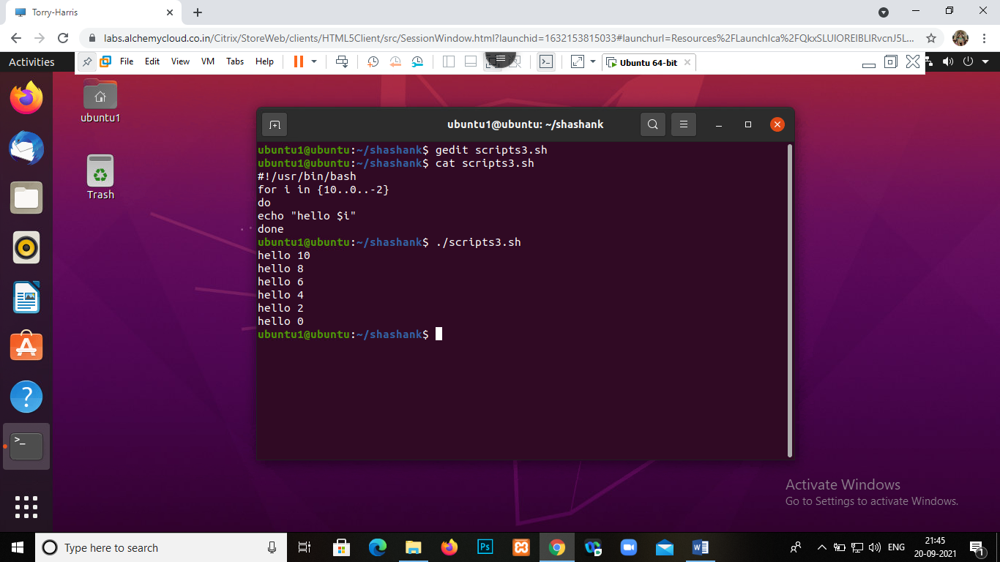 Torry-Harris
labs.alchemycloud.co.in/Citrix/StoreWeb/clients/HTML5Client/src/SessionWindow.html?launchid=1632153815033#launchurl=Resources%2FLaunchIca%2FQkxSLUlOREIBLIRvcnJ5L...
Activities
File Edit View VM Tabs Help
Ubuntu 64-bit
ubuntu1
Trash
ubuntu1@ubuntu: ~/shashank
ubuntu1@ubuntu:~/shashank$ gedit scripts3.sh
ubuntu1@ubuntu:~/shashank$ cat scripts3.sh
#!/usr/bin/bash
for i in {10..0..-2}
do
echo "hello $i"
done
ubuntu1@ubuntu:~/shashank$ ./scripts3.sh
hello 10
hello 8
hello 6
hello 4
hello 2
hello 0
ubuntu1@ubuntu:~/shashank$
>_
Activate Windows
Go to Settings to activate Windows.
Type here to search
Ps
ENG
21:45
20-09-2021
1